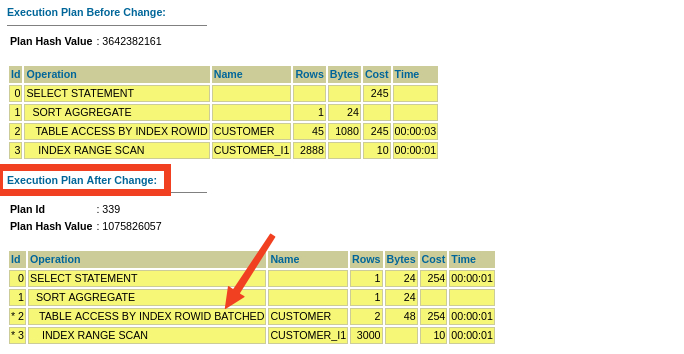 Execution Plan Before Change:
Plan Hash Value : 3642382161
Id Operation Name Rows Bytes Cost Time
0 SELECT STATEMENT 245
1 SORT AGGREGATE 1 24
2 TABLE ACCESS BY INDEX ROWID CUSTOMER 45 1080 245 00:00:03
3 INDEX RANGE SCAN CUSTOMER_I1 2888 10 00:00:01
Execution Plan After Change:
Plan Id : 339
Plan Hash Value : 1075826057
Id Operation Name Rows Bytes Cost Time
0 SELECT STATEMENT 1 24 254 00:00:01
1 SORT AGGREGATE 1 24
* 2 TABLE ACCESS BY INDEX ROWID BATCHED CUSTOMER 2 48 254 00:00:01
* 3 INDEX RANGE SCAN CUSTOMER_I1 3000 10 00:00:01